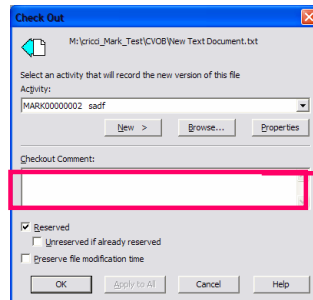 Check Out
M:\cricci_Mark_Test\CVOB\New Text Document.txt
Select an activity that will record the new version of this file
Activity:
MARK00000002 sadf
New >
Browse...
Properties
Checkout Comment:
Reserved
Unreserved if already reserved
Preserve file modification time
OK
Apply to All
Cancel
Help